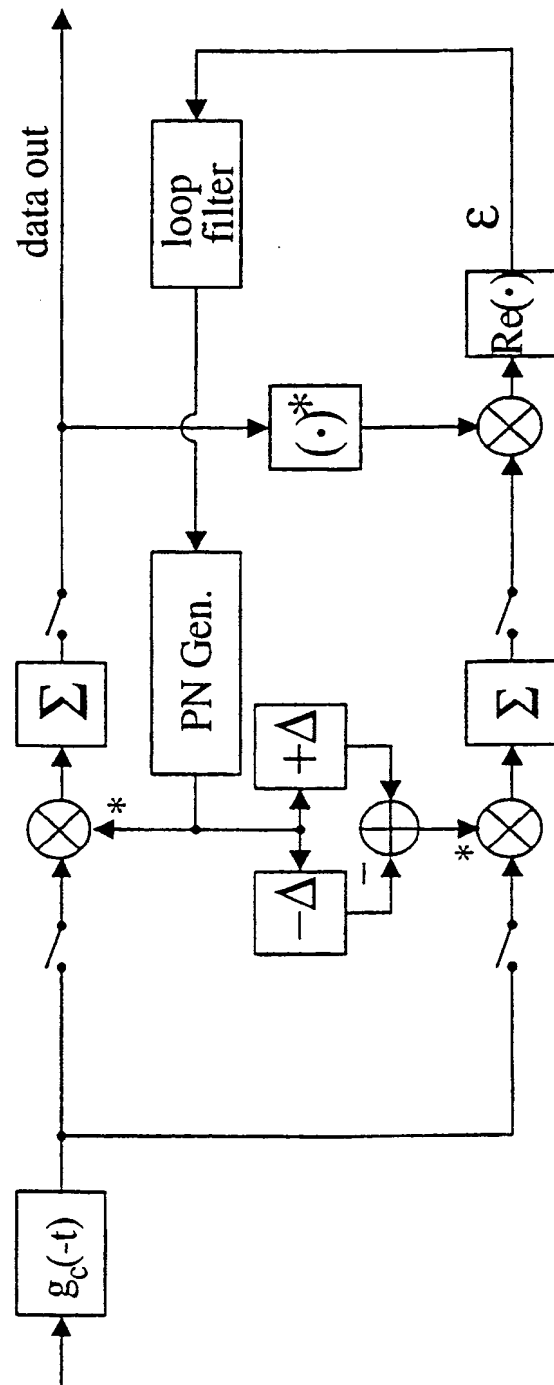 g_c(-t)
*
Σ
data out
PN Gen.
loop
filter
-Δ
+Δ
−
(·)*
*
Σ
Re(·)
ε